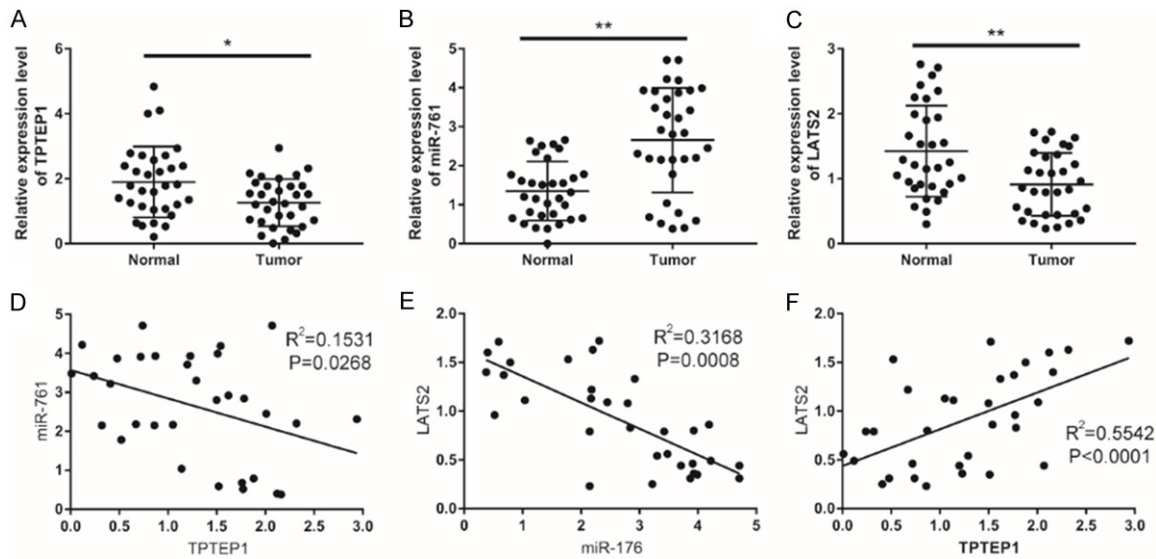 A
Relative expression level
of TPTEP1
6
4
2
0
*
Normal
Tumor
B
Relative expression level
of miR-761
5
4
3
2
1
0
**
Normal
Tumor
C
Relative expression level
of LATS2
3
2
1
0
**
Normal
Tumor
D
miR-761
5
4
3
2
1
0
R²=0.1531
P=0.0268
0.0 0.5 1.0 1.5 2.0 2.5 3.0
TPTEP1
E
LATS2
2.0
1.5
1.0
0.5
0.0
R²=0.3168
P=0.0008
0 1 2 3 4 5
miR-176
F
LATS2
2.0
1.5
1.0
0.5
0.0
R²=0.5542
P<0.0001
0.0 0.5 1.0 1.5 2.0 2.5 3.0
TPTEP1